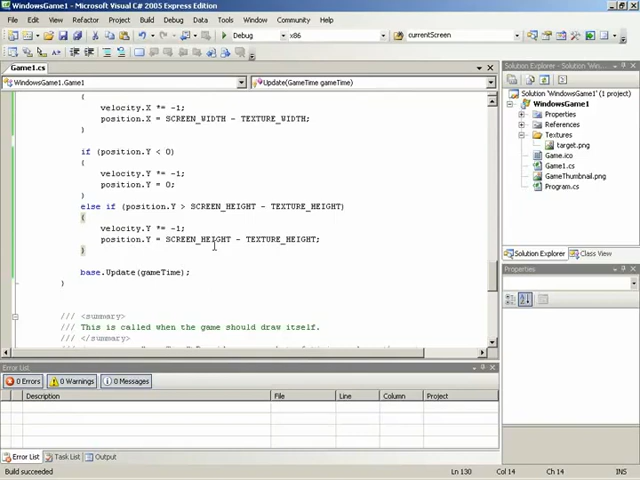 WindowsGame1 - Microsoft Visual C# 2005 Express Edition
File Edit View Refactor Project Build Debug Data Tools Window Community Help
Debug x86 currentScreen
Game1.cs
WindowsGame1.Game1 Update(GameTime gameTime)
{
velocity.X *= -1;
position.X = SCREEN_WIDTH - TEXTURE_WIDTH;
}
if (position.Y < 0)
{
velocity.Y *= -1;
position.Y = 0;
}
else if (position.Y > SCREEN_HEIGHT - TEXTURE_HEIGHT)
{
velocity.Y *= -1;
position.Y = SCREEN_HEIGHT - TEXTURE_HEIGHT;
}
base.Update(gameTime);
}
/// <summary>
/// This is called when the game should draw itself.
/// </summary>
Solution Explorer - Solution 'WindowsG...
Solution 'WindowsGame1' (1 project)
WindowsGame1
Properties
References
Textures
target.png
Game.ico
Game1.cs
GameThumbnail.png
Program.cs
Solution Explorer Class View
Properties
Error List
0 Errors 0 Warnings 0 Messages
Description File Line Column Project
Error List Task List Output
Build succeeded Ln 130 Col 14 Ch 14